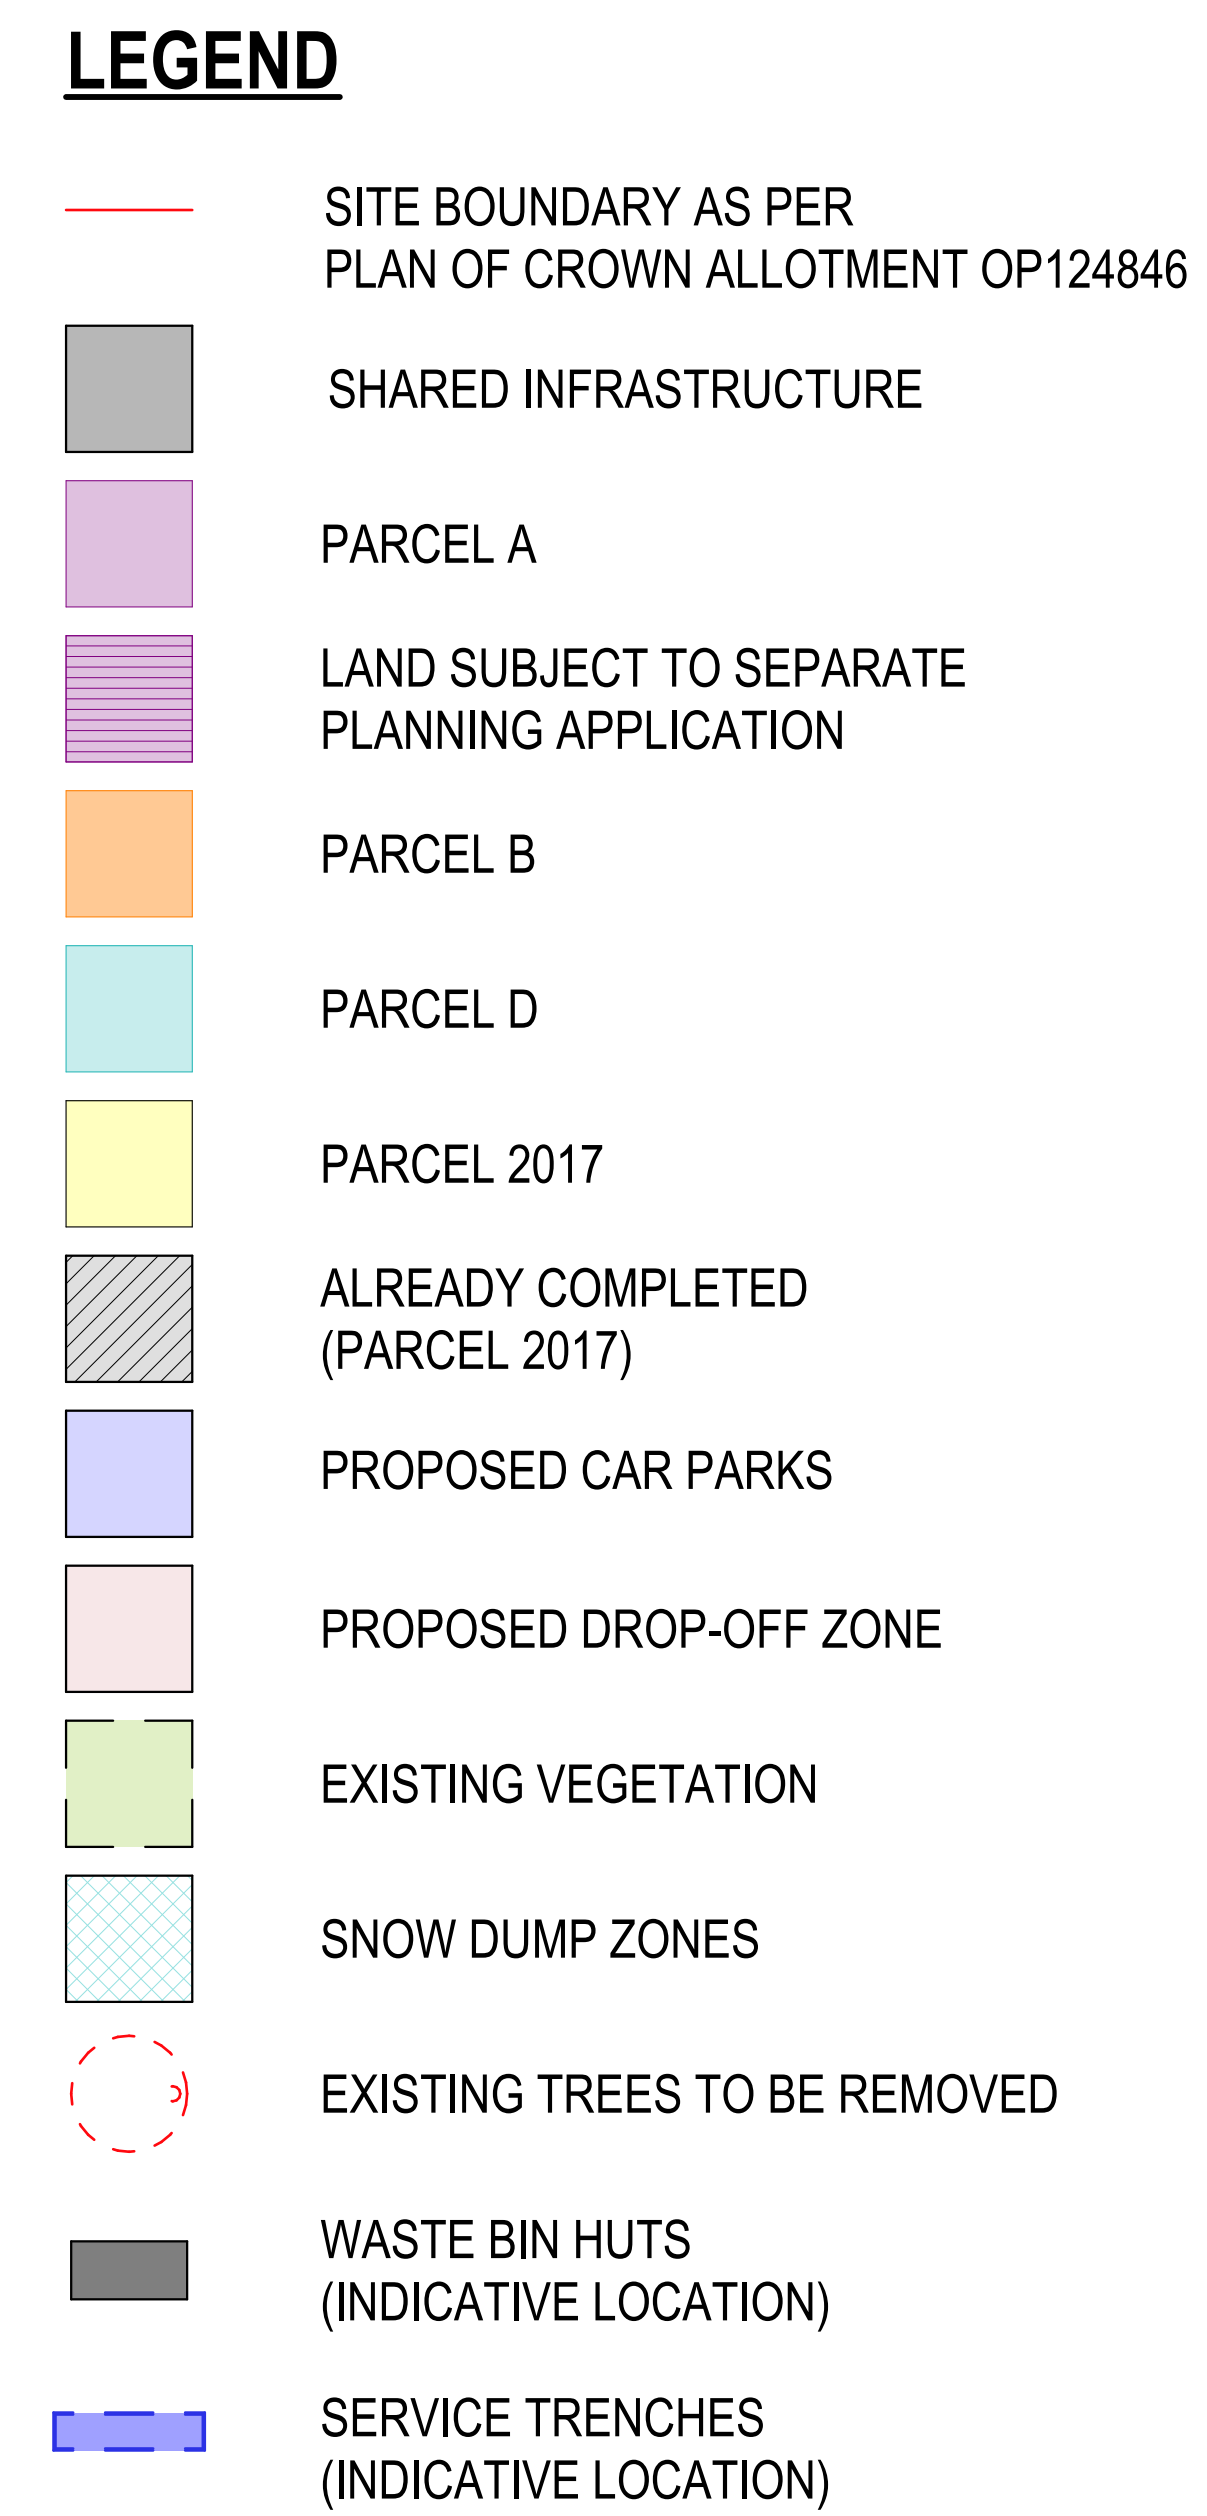 LEGEND
SITE BOUNDARY AS PER
PLAN OF CROWN ALLOTMENT OP124846
SHARED INFRASTRUCTURE
PARCEL A
LAND SUBJECT TO SEPARATE
PLANNING APPLICATION
PARCEL B
PARCEL D
PARCEL 2017
ALREADY COMPLETED
(PARCEL 2017)
PROPOSED CAR PARKS
PROPOSED DROP-OFF ZONE
EXISTING VEGETATION
SNOW DUMP ZONES
EXISTING TREES TO BE REMOVED
WASTE BIN HUTS
(INDICATIVE LOCATION)
SERVICE TRENCHES
(INDICATIVE LOCATION)